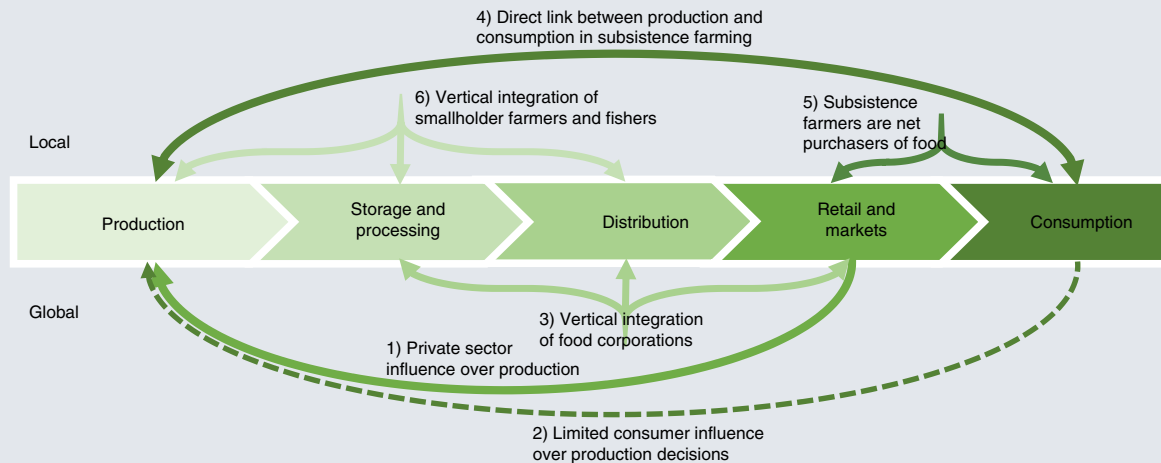 4) Direct link between production and
consumption in subsistence farming
6) Vertical integration of
smallholder farmers and fishers
5) Subsistence
farmers are net
purchasers of food
Local
Production
Storage and
processing
Distribution
Retail and
markets
Consumption
Global
3) Vertical integration
of food corporations
1) Private sector
influence over production
2) Limited consumer influence
over production decisions